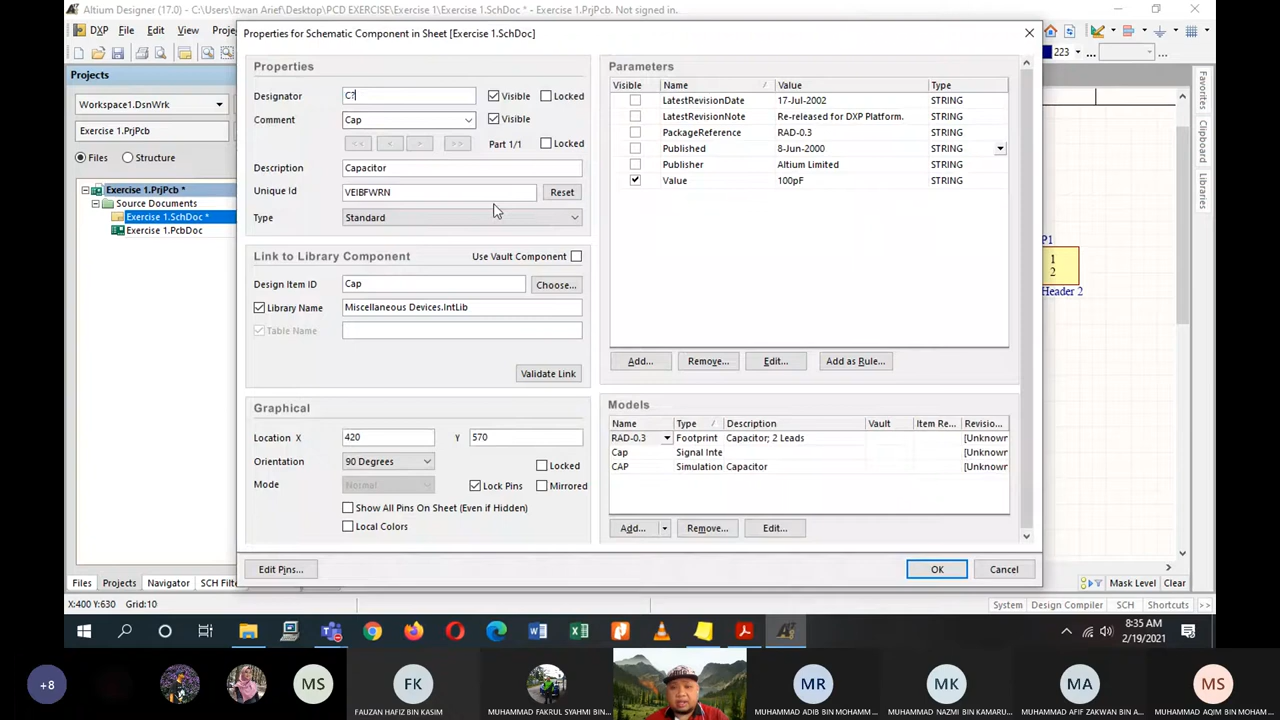 Altium Designer (17.0) - C:\Users\Izwan Arief\Desktop\PCD EXERCISE\Exercise 1\Exercise 1.SchDoc * - Exercise 1.PrjPcb. Not signed in.
DXP File Edit View Proje
223
Projects
Workspace1.DsnWrk
Exercise 1.PrjPcb
Files Structure
Exercise 1.PrjPcb *
Source Documents
Exercise 1.SchDoc *
Exercise 1.PcbDoc
Properties for Schematic Component in Sheet [Exercise 1.SchDoc]
Properties
Designator C? Visible Locked
Comment Cap Visible
<< < > >> Part 1/1 Locked
Description Capacitor
Unique Id VEIBFWRN Reset
Type Standard
Link to Library Component Use Vault Component
Design Item ID Cap Choose...
Library Name Miscellaneous Devices.IntLib
Table Name
Validate Link
Graphical
Location X 420 Y 570
Orientation 90 Degrees Locked
Mode Normal Lock Pins Mirrored
Show All Pins On Sheet (Even if Hidden)
Local Colors
Parameters
Visible Name Value Type
LatestRevisionDate 17-Jul-2002 STRING
LatestRevisionNote Re-released for DXP Platform. STRING
PackageReference RAD-0.3 STRING
Published 8-Jun-2000 STRING
Publisher Altium Limited STRING
Value 100pF STRING
Add... Remove... Edit... Add as Rule...
Models
Name Type Description Vault Item Re... Revisio...
RAD-0.3 Footprint Capacitor; 2 Leads [Unknown
Cap Signal Inte [Unknown
CAP Simulation Capacitor [Unknown
Add... Remove... Edit...
Edit Pins... OK Cancel
P1
1
2
Header 2
Favorites
Libraries
Files Projects Navigator SCH Filte
Mask Level Clear
X:400 Y:630 Grid:10
System Design Compiler SCH Shortcuts >>
8:35 AM
2/19/2021
+8
MS
FK
MR
MK
MA
MS
FAUZAN HAFIZ BIN KASIM
MUHAMMAD FAKRUL SYAHMI BIN...
MUHAMMAD ADIB BIN MOHAMM...
MUHAMMAD NAZMI BIN KAMARU...
MUHAMMAD AFIF ZAKWAN BIN A...
MUHAMMAD AQIM BIN MOHAM...